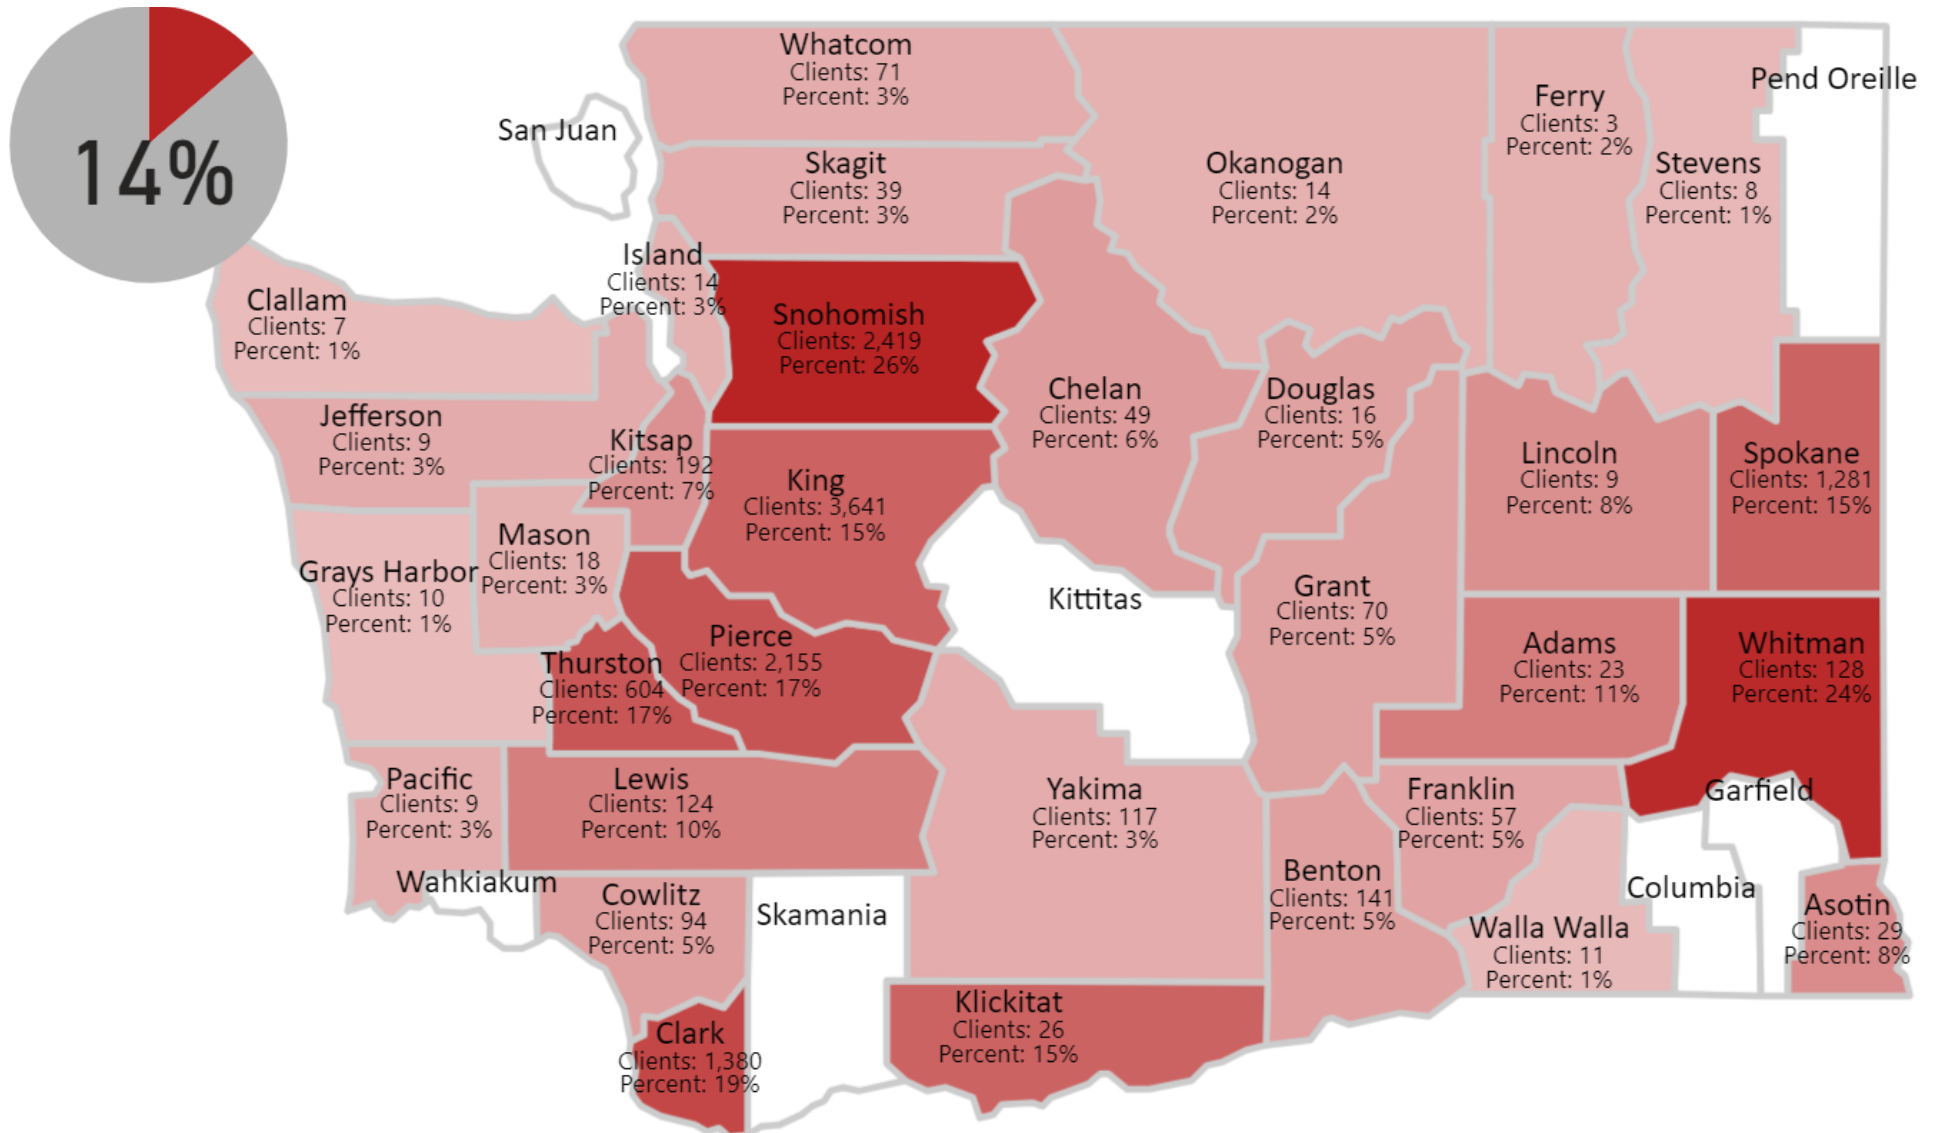 14%
Whatcom
Clients: 71
Percent: 3%
San Juan
Skagit
Clients: 39
Percent: 3%
Okanogan
Clients: 14
Percent: 2%
Ferry
Clients: 3
Percent: 2%
Stevens
Clients: 8
Percent: 1%
Pend Oreille
Island
Clients: 14
Percent: 3%
Clallam
Clients: 7
Percent: 1%
Snohomish
Clients: 2,419
Percent: 26%
Chelan
Clients: 49
Percent: 6%
Douglas
Clients: 16
Percent: 5%
Jefferson
Clients: 9
Percent: 3%
Kitsap
Clients: 192
Percent: 7%
King
Clients: 3,641
Percent: 15%
Lincoln
Clients: 9
Percent: 8%
Spokane
Clients: 1,281
Percent: 15%
Mason
Clients: 18
Percent: 3%
Grays Harbor
Clients: 10
Percent: 1%
Kittitas
Grant
Clients: 70
Percent: 5%
Thurston
Clients: 604
Percent: 17%
Pierce
Clients: 2,155
Percent: 17%
Adams
Clients: 23
Percent: 11%
Whitman
Clients: 128
Percent: 24%
Pacific
Clients: 9
Percent: 3%
Lewis
Clients: 124
Percent: 10%
Yakima
Clients: 117
Percent: 3%
Franklin
Clients: 57
Percent: 5%
Garfield
Wahkiakum
Cowlitz
Clients: 94
Percent: 5%
Skamania
Benton
Clients: 141
Percent: 5%
Walla Walla
Clients: 11
Percent: 1%
Columbia
Asotin
Clients: 29
Percent: 8%
Clark
Clients: 1,380
Percent: 19%
Klickitat
Clients: 26
Percent: 15%